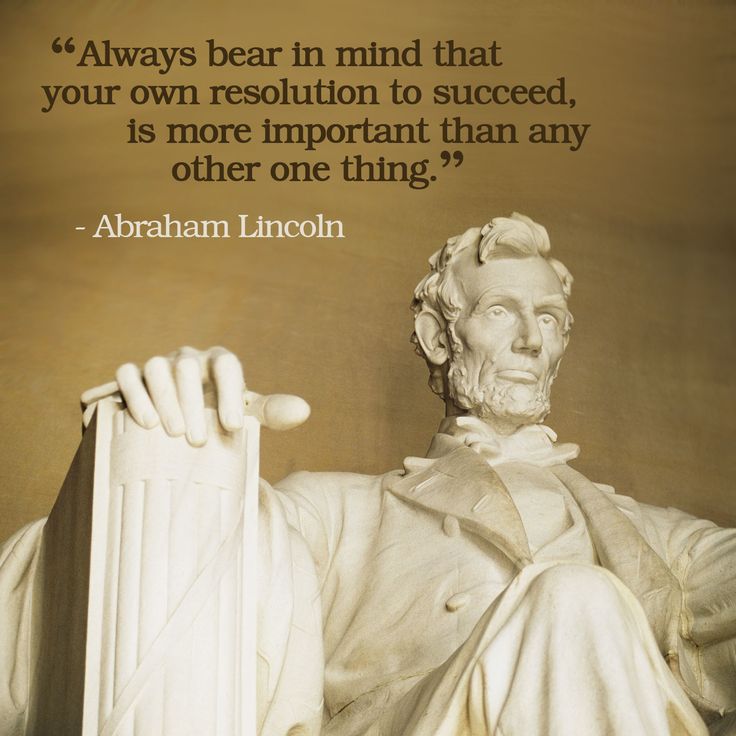 “Always bear in mind that
your own resolution to succeed,
is more important than any
other one thing.”
- Abraham Lincoln